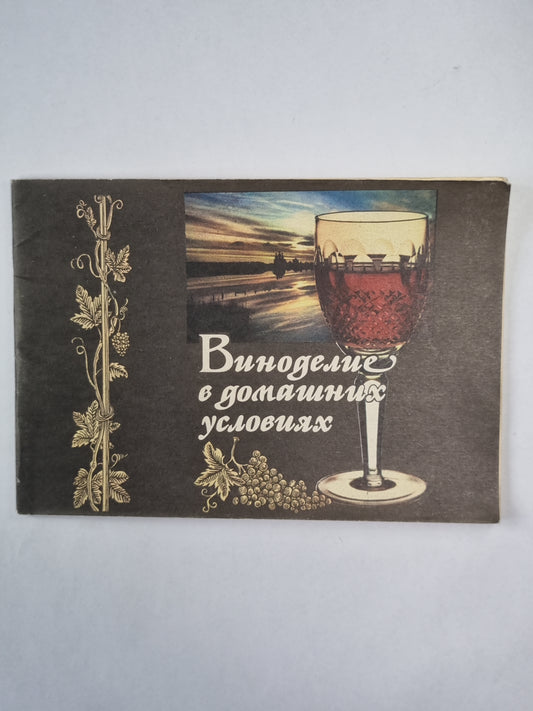 Виноделие
в домашних
условиях